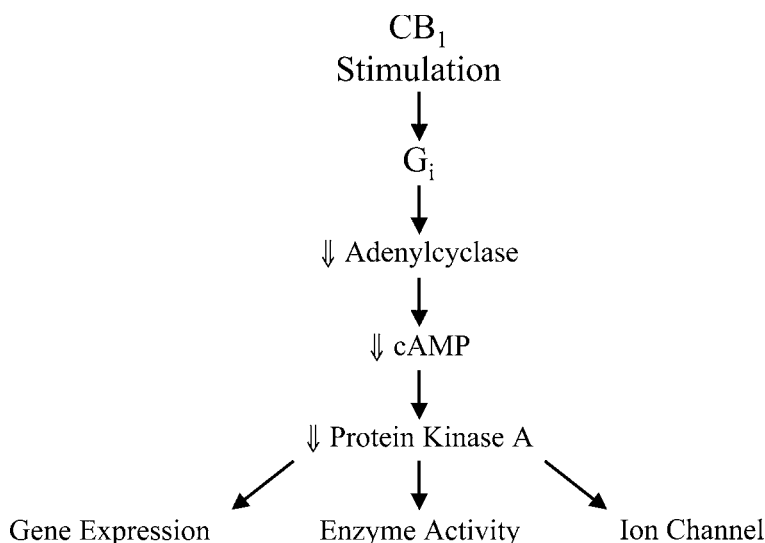 CB₁
Stimulation
Gᵢ
⇓ Adenylcyclase
⇓ cAMP
⇓ Protein Kinase A
Gene Expression Enzyme Activity Ion Channel